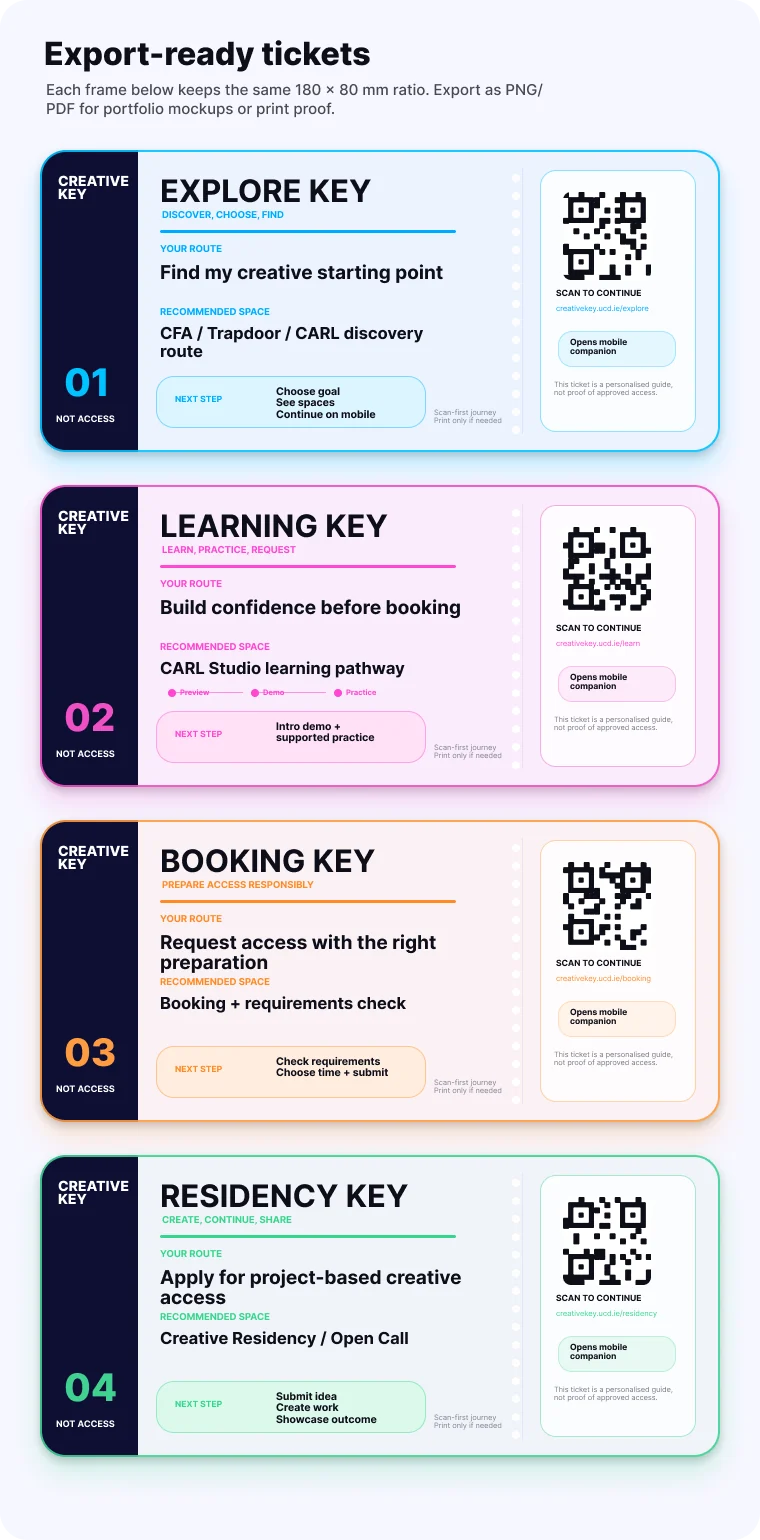 Export-ready tickets
Each frame below keeps the same 180 × 80 mm ratio. Export as PNG/
PDF for portfolio mockups or print proof.
CREATIVE
KEY
01
NOT ACCESS
EXPLORE KEY
DISCOVER, CHOOSE, FIND
YOUR ROUTE
Find my creative starting point
RECOMMENDED SPACE
CFA / Trapdoor / CARL discovery
route
NEXT STEP
Choose goal
See spaces
Continue on mobile
Scan-first journey
Print only if needed
SCAN TO CONTINUE
creativekey.ucd.ie/explore
Opens mobile
companion
This ticket is a personalised guide,
not proof of approved access.
CREATIVE
KEY
02
NOT ACCESS
LEARNING KEY
LEARN, PRACTICE, REQUEST
YOUR ROUTE
Build confidence before booking
RECOMMENDED SPACE
CARL Studio learning pathway
Preview Demo Practice
NEXT STEP
Intro demo +
supported practice
Scan-first journey
Print only if needed
SCAN TO CONTINUE
creativekey.ucd.ie/learn
Opens mobile
companion
This ticket is a personalised guide,
not proof of approved access.
CREATIVE
KEY
03
NOT ACCESS
BOOKING KEY
PREPARE ACCESS RESPONSIBLY
YOUR ROUTE
Request access with the right
preparation
RECOMMENDED SPACE
Booking + requirements check
NEXT STEP
Check requirements
Choose time + submit
Scan-first journey
Print only if needed
SCAN TO CONTINUE
creativekey.ucd.ie/booking
Opens mobile
companion
This ticket is a personalised guide,
not proof of approved access.
CREATIVE
KEY
04
NOT ACCESS
RESIDENCY KEY
CREATE, CONTINUE, SHARE
YOUR ROUTE
Apply for project-based creative
access
RECOMMENDED SPACE
Creative Residency / Open Call
NEXT STEP
Submit idea
Create work
Showcase outcome
Scan-first journey
Print only if needed
SCAN TO CONTINUE
creativekey.ucd.ie/residency
Opens mobile
companion
This ticket is a personalised guide,
not proof of approved access.